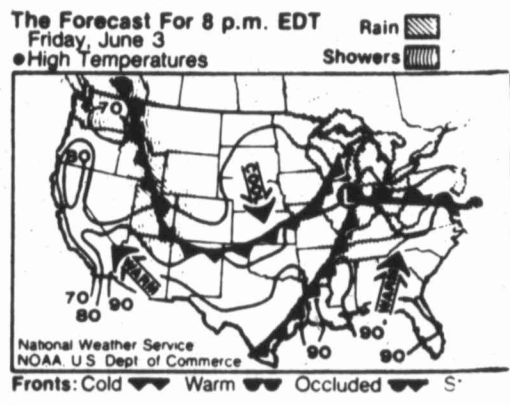 The Forecast For 8 p.m. EDT
Friday, June 3
●High Temperatures
Rain
Showers
70
80
COOL
L
WARM
WARM
70
80
90
90
90
90
National Weather Service
NOAA, U S Dept of Commerce
Fronts: Cold Warm Occluded S